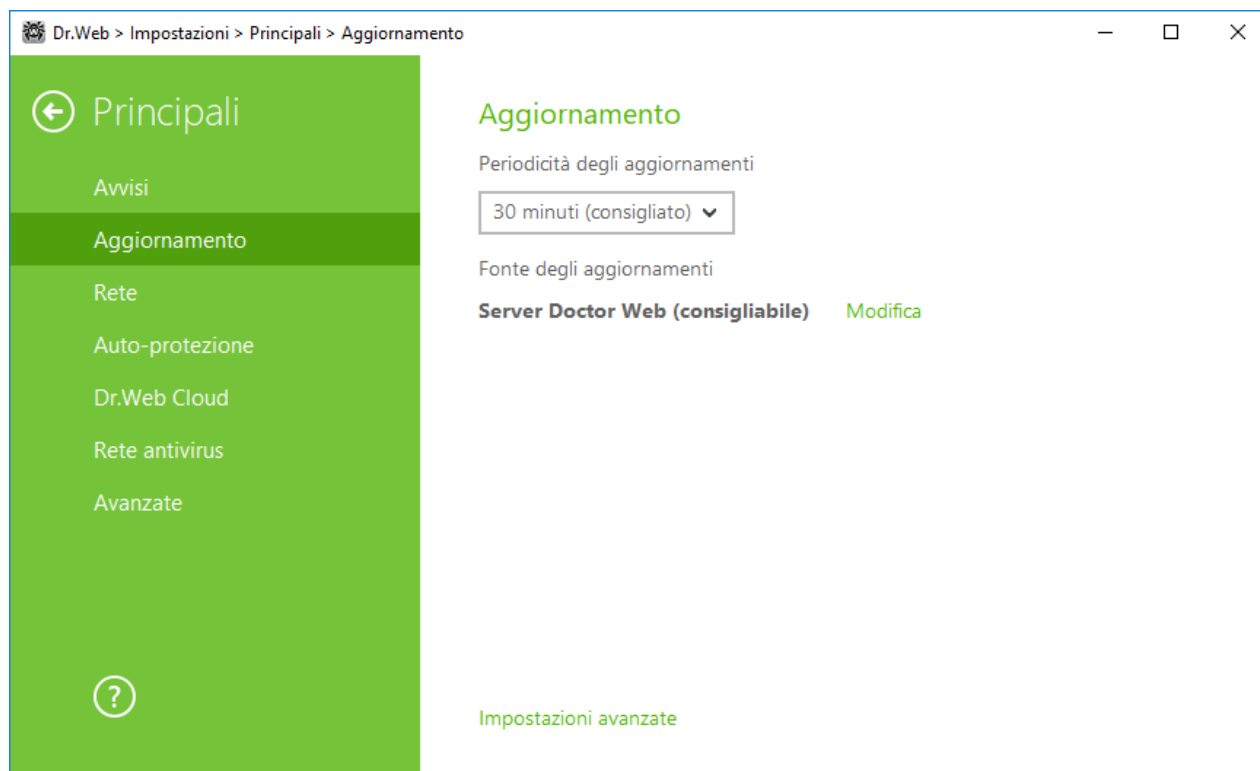 Dr.Web > Impostazioni > Principali > Aggiornamento
Principali
Avvisi
Aggiornamento
Rete
Auto-protezione
Dr.Web Cloud
Rete antivirus
Avanzate
?
Aggiornamento
Periodicità degli aggiornamenti
30 minuti (consigliato)
Fonte degli aggiornamenti
Server Doctor Web (consigliabile) Modifica
Impostazioni avanzate